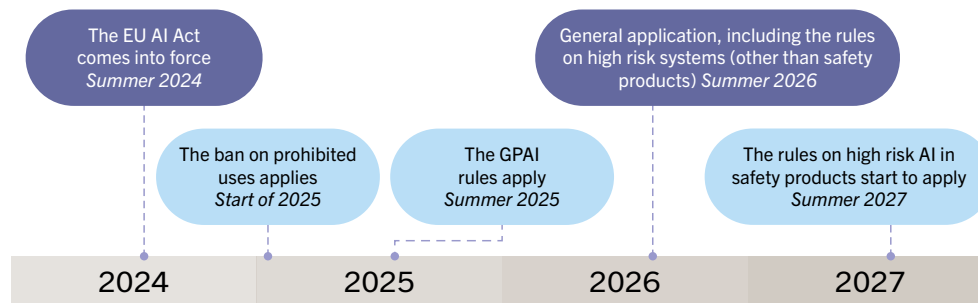 The EU AI Act
comes into force
Summer 2024
General application, including the rules
on high risk systems (other than safety
products) Summer 2026
The ban on prohibited
uses applies
Start of 2025
The GPAI
rules apply
Summer 2025
The rules on high risk AI in
safety products start to apply
Summer 2027
2024
2025
2026
2027